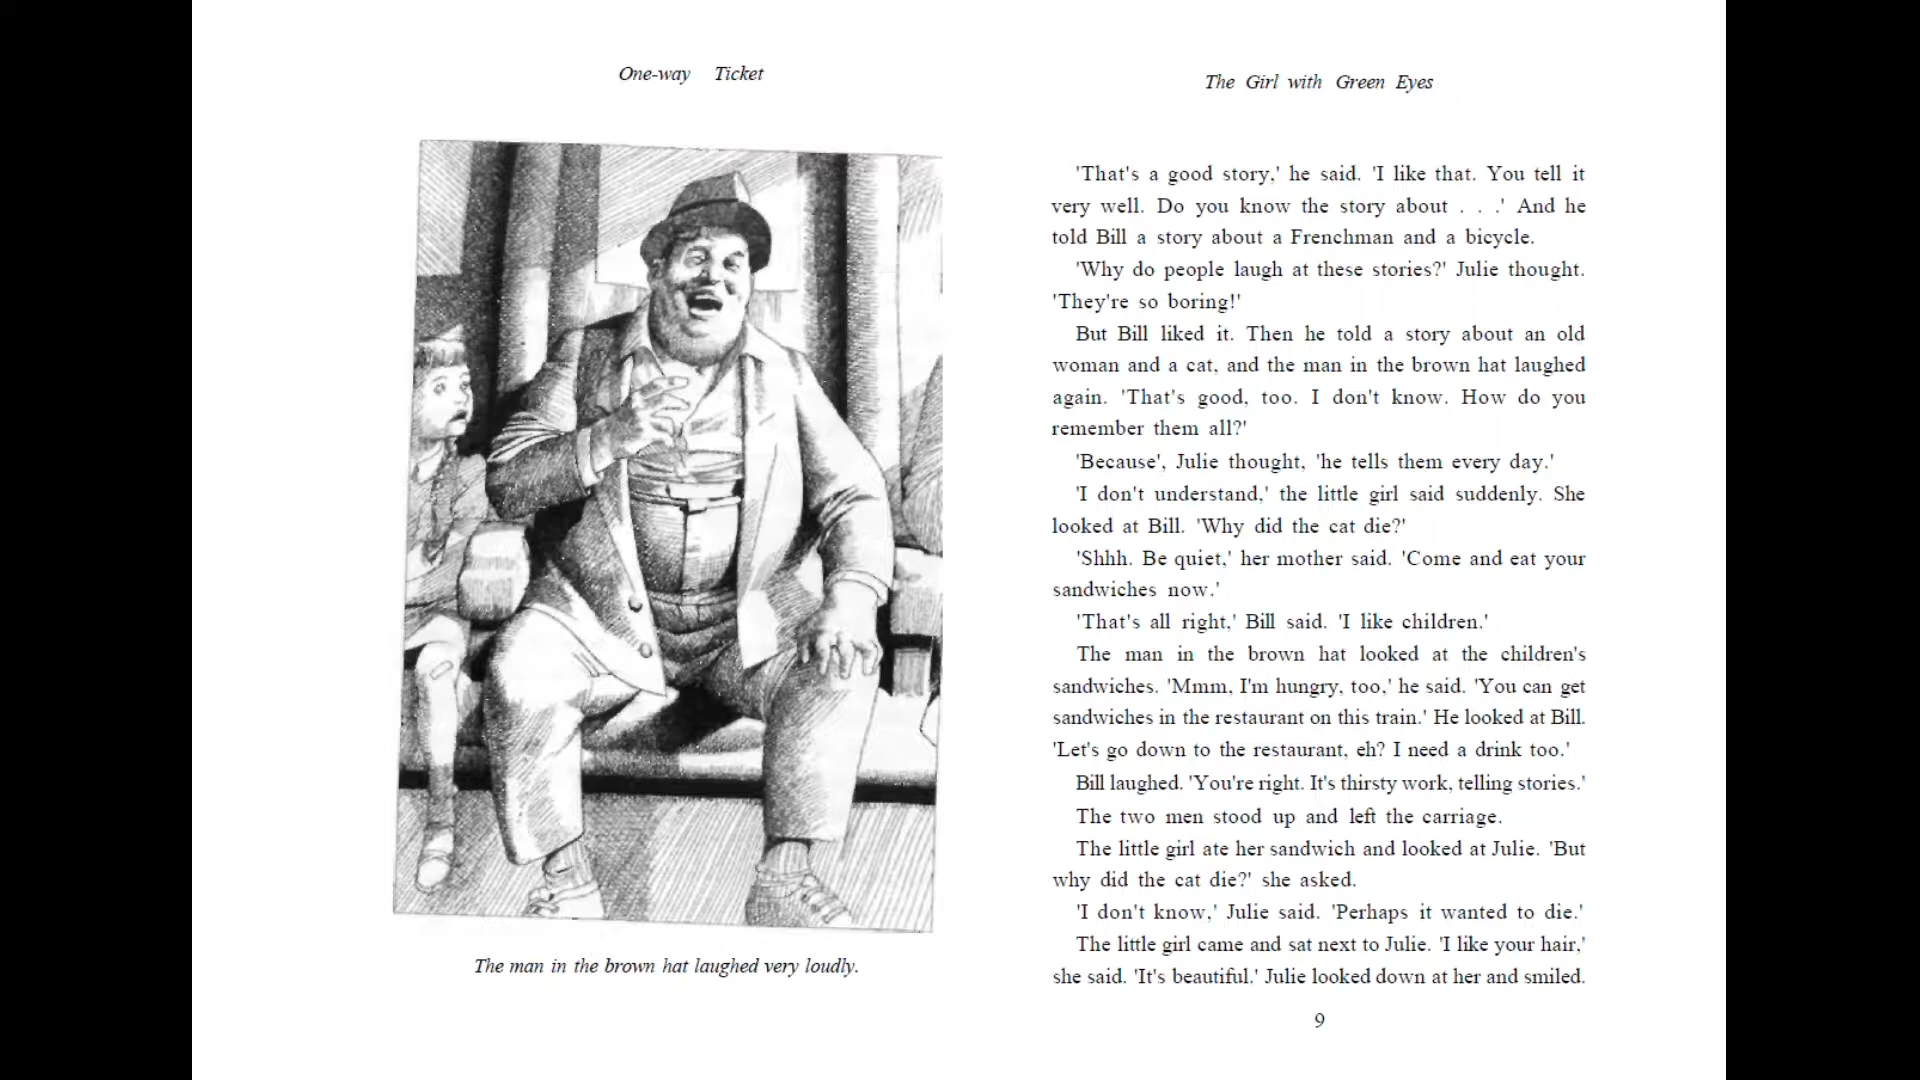 One-way Ticket
The man in the brown hat laughed very loudly.
The Girl with Green Eyes
'That's a good story,' he said. 'I like that. You tell it
very well. Do you know the story about . . .' And he
told Bill a story about a Frenchman and a bicycle.
'Why do people laugh at these stories?' Julie thought.
'They're so boring!'
But Bill liked it. Then he told a story about an old
woman and a cat, and the man in the brown hat laughed
again. 'That's good, too. I don't know. How do you
remember them all?'
'Because', Julie thought, 'he tells them every day.'
'I don't understand,' the little girl said suddenly. She
looked at Bill. 'Why did the cat die?'
'Shhh. Be quiet,' her mother said. 'Come and eat your
sandwiches now.'
'That's all right,' Bill said. 'I like children.'
The man in the brown hat looked at the children's
sandwiches. 'Mmm, I'm hungry, too,' he said. 'You can get
sandwiches in the restaurant on this train.' He looked at Bill.
'Let's go down to the restaurant, eh? I need a drink too.'
Bill laughed. 'You're right. It's thirsty work, telling stories.'
The two men stood up and left the carriage.
The little girl ate her sandwich and looked at Julie. 'But
why did the cat die?' she asked.
'I don't know,' Julie said. 'Perhaps it wanted to die.'
The little girl came and sat next to Julie. 'I like your hair,'
she said. 'It's beautiful.' Julie looked down at her and smiled.
9